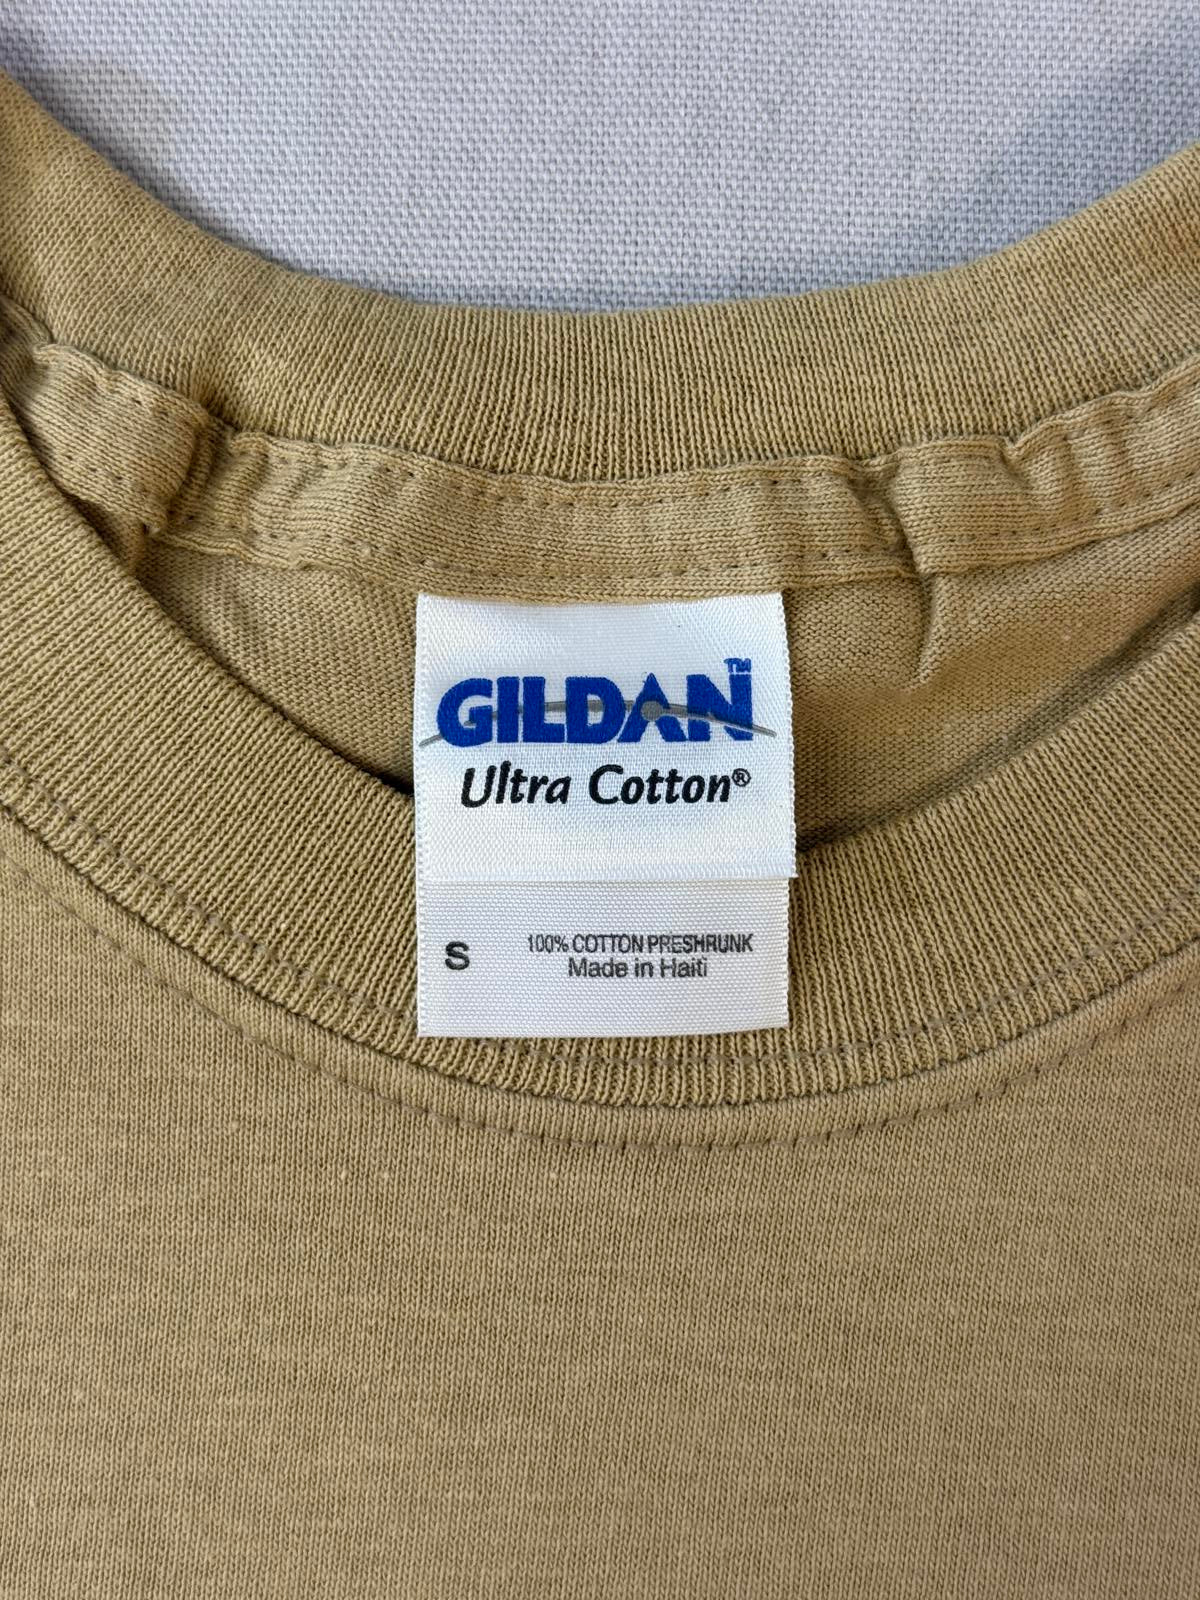 GILDAN™
Ultra Cotton®
S
100% COTTON PRESHRUNK
Made in Haiti